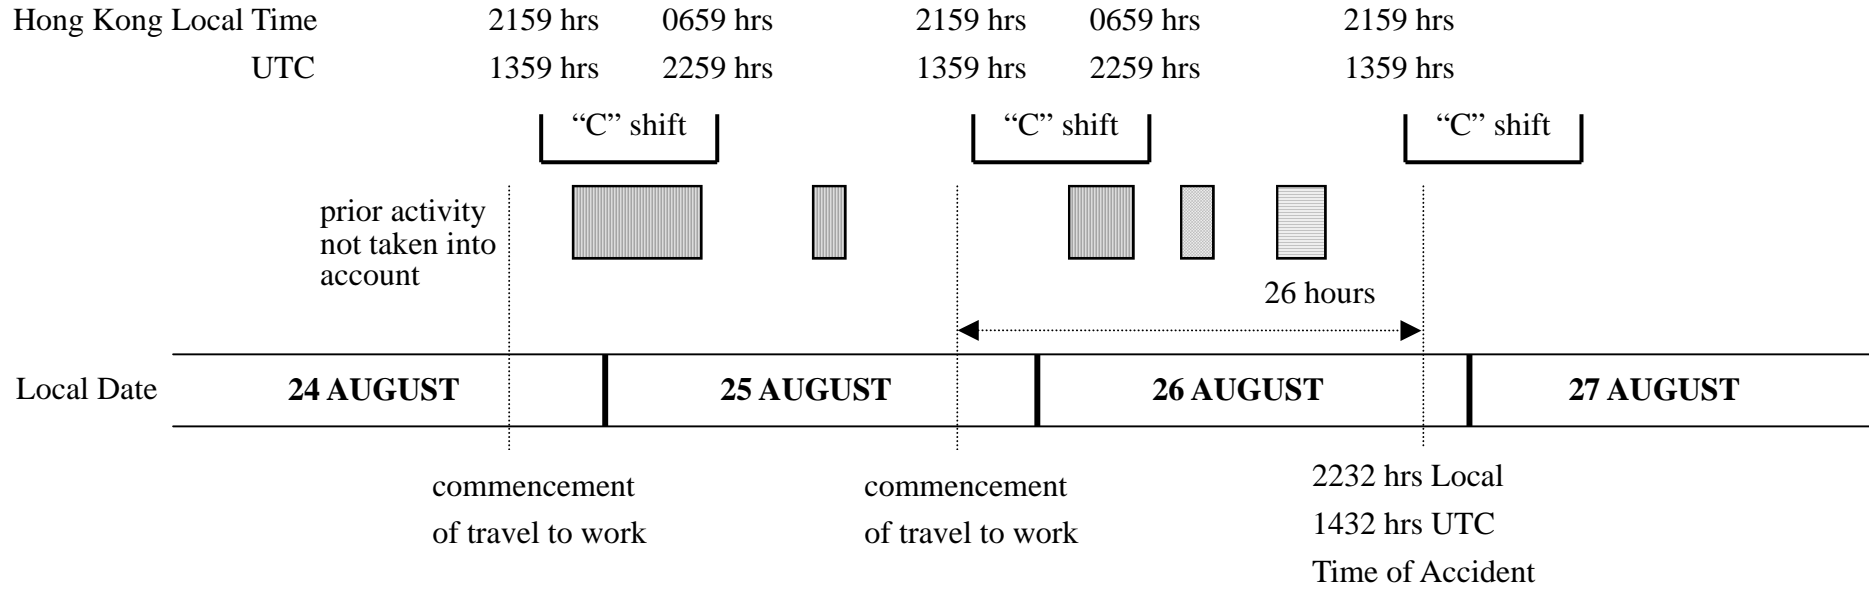 Hong Kong Local Time 2159 hrs 0659 hrs 2159 hrs 0659 hrs 2159 hrs
UTC 1359 hrs 2259 hrs 1359 hrs 2259 hrs 1359 hrs
“C” shift “C” shift “C” shift
prior activity
not taken into
account
26 hours
Local Date 24 AUGUST 25 AUGUST 26 AUGUST 27 AUGUST
commencement
of travel to work
commencement
of travel to work
2232 hrs Local
1432 hrs UTC
Time of Accident